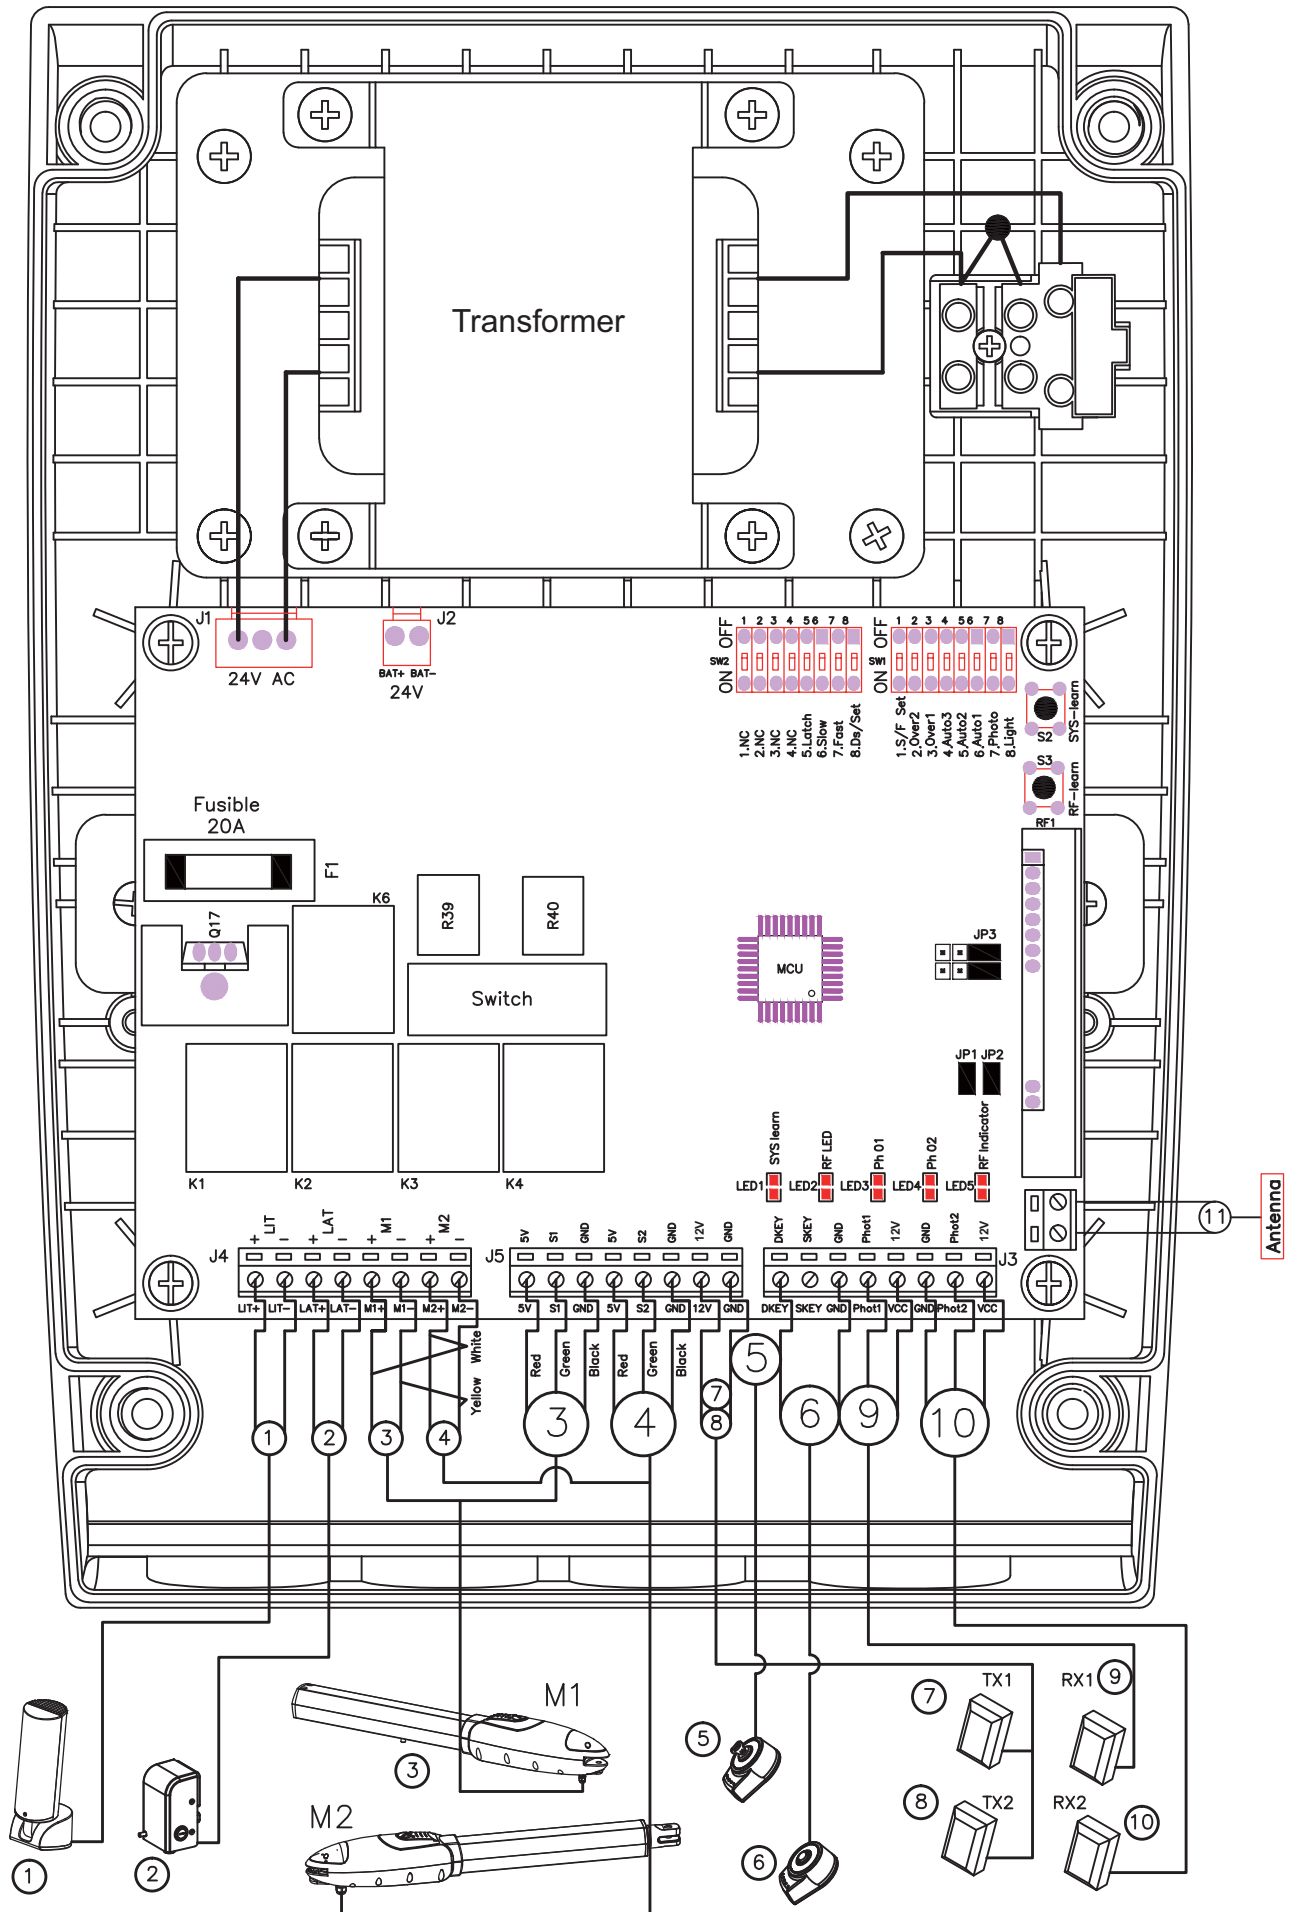 Transformer
J1
24V AC
J2
BAT+ BAT-
24V
OFF
ON
SW2
1 2 3 4 5 6 7 8
1.NC
2.NC
3.NC
4.NC
5.Latch
6.Slow
7.Fast
8.Ds/Set
OFF
ON
SW1
1 2 3 4 5 6 7 8
1.S/F Set
2.Over2
3.Over1
4.Auto3
5.Auto2
6.Auto1
7.Photo
8.Light
S2
SYS-learn
S3
RF-learn
RF1
Fusible
20A
F1
Q17
K6
R39
R40
Switch
MCU
JP3
JP1 JP2
K1
K2
K3
K4
LED1
SYS learn
LED2
RF LED
LED3
Ph 01
LED4
Ph 02
LED5
RF Indicator
J4
+ LIT -
+ LAT -
+ M1 -
+ M2 -
J5
5V S1 GND 5V S2 GND 12V GND
DKEY SKEY GND Phot1 12V GND Phot2 12V
J3
LIT+ LIT- LAT+ LAT- M1+ M1- M2+ M2-
5V S1 GND 5V S2 GND 12V GND
DKEY SKEY GND Phot1 VCC GND Phot2 VCC
11
Antenna
White
Yellow
Red
Green
Black
Red
Green
Black
1
2
3
4
3
4
7
8
5
6
9
10
M1
3
M2
5
6
7
TX1
8
TX2
RX1
9
RX2
10
1
2